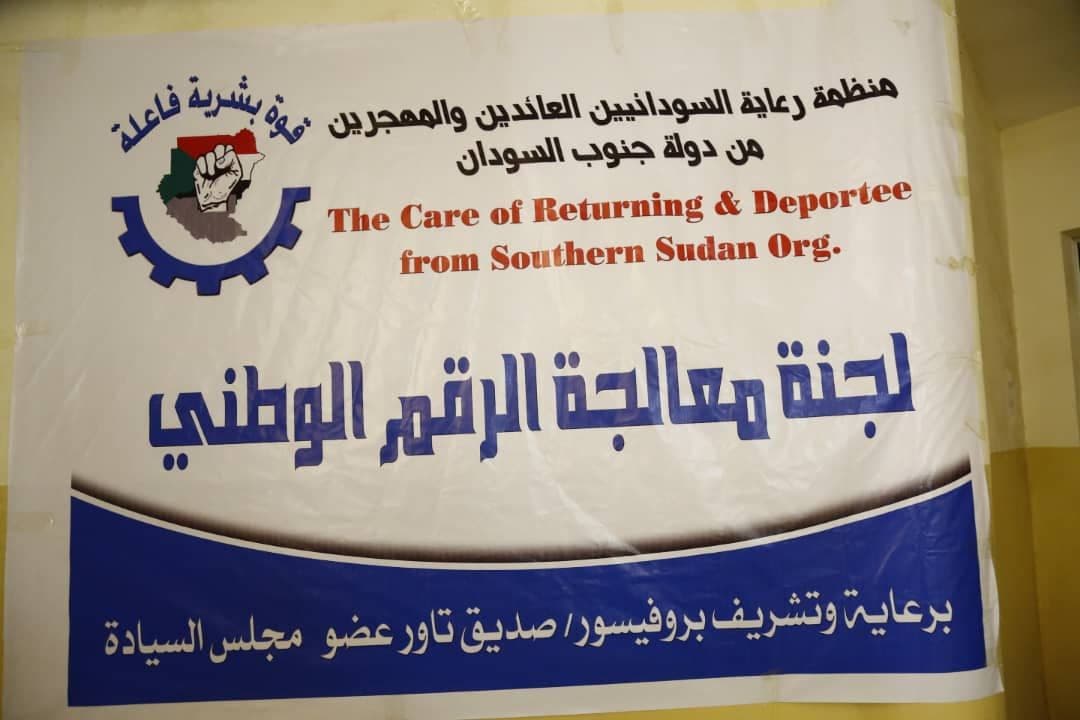 قوة بشرية فاعلة
منظمة رعاية السودانيين العائدين والمهجرين
من دولة جنوب السودان
The Care of Returning & Deportee
from Southern Sudan Org.
لجنة معالجة الرقم الوطني
برعاية وتشريف بروفيسور/ صديق تاور عضو مجلس السيادة